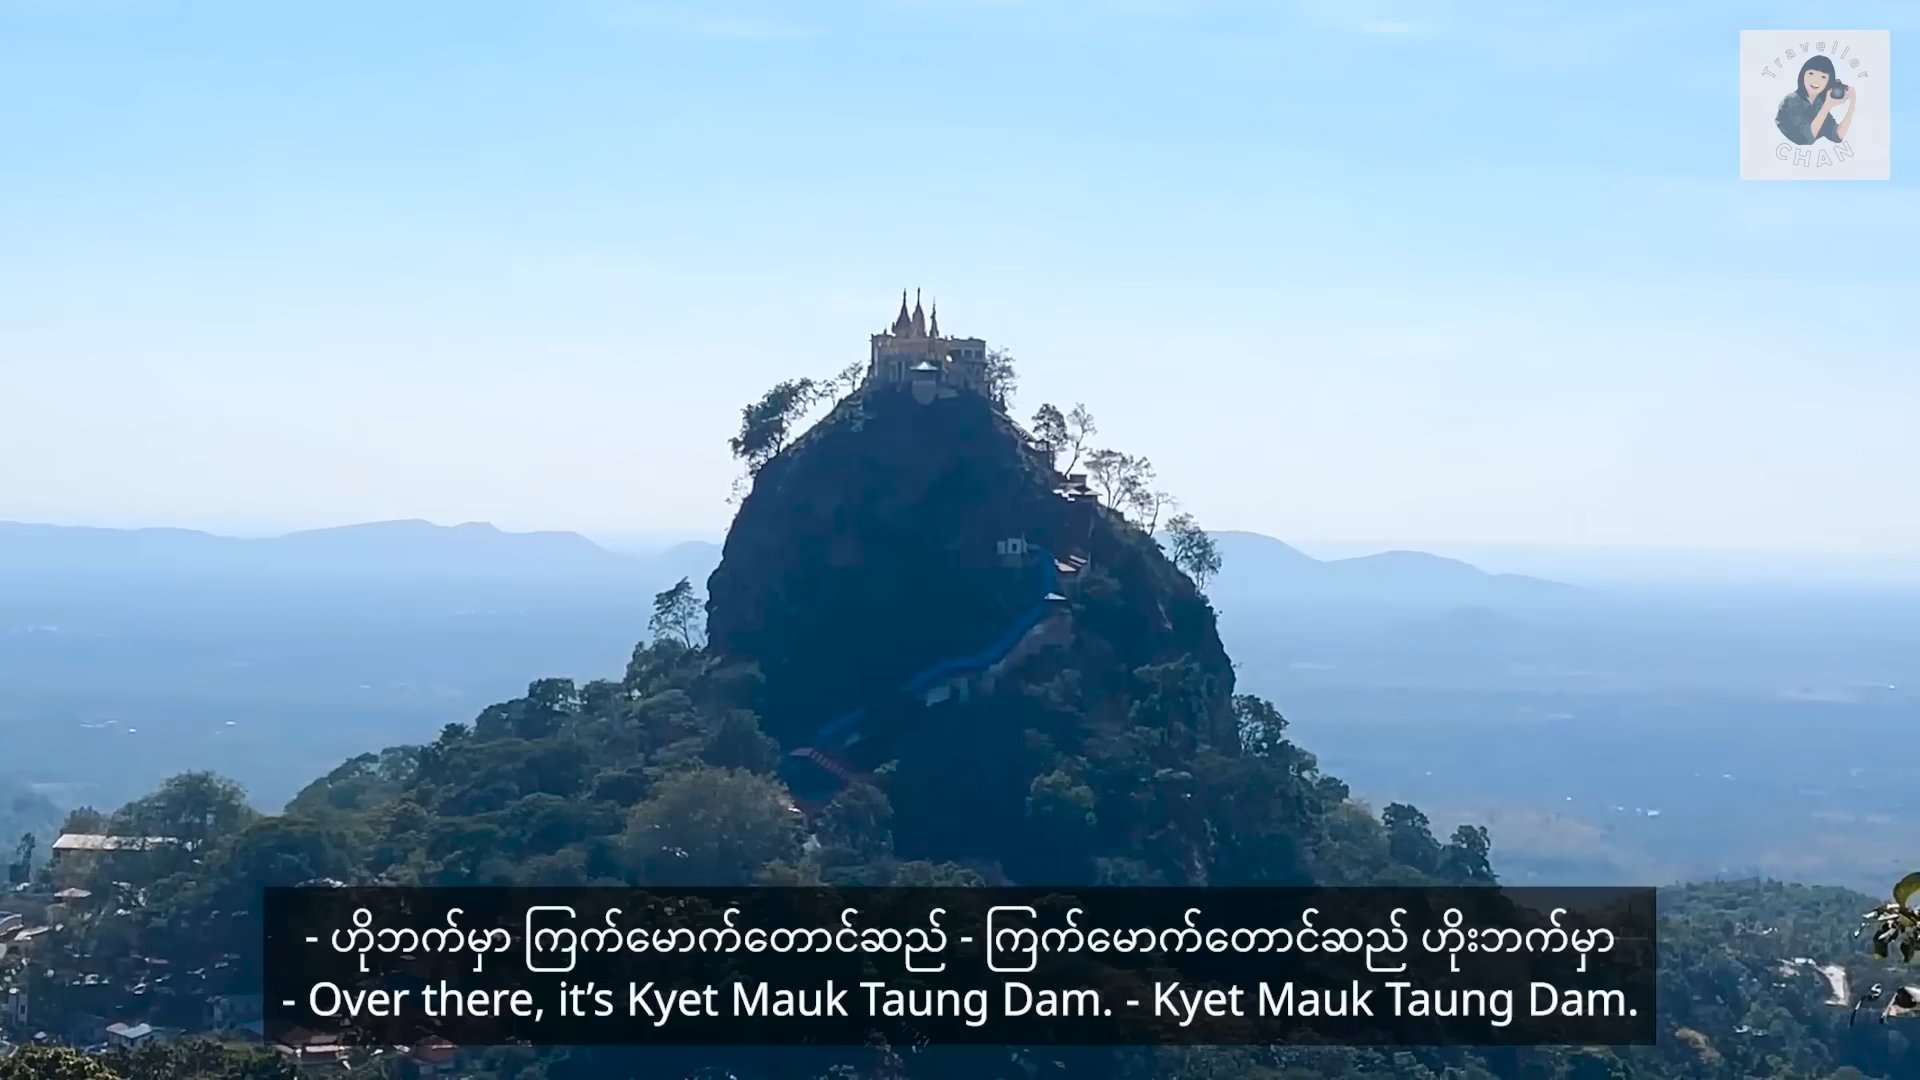 Traveller
CHAN
- ဟိုဘက်မှာ ကြက်မောက်တောင်ဆည် - ကြက်မောက်တောင်ဆည် ဟိုးဘက်မှာ
- Over there, it’s Kyet Mauk Taung Dam. - Kyet Mauk Taung Dam.